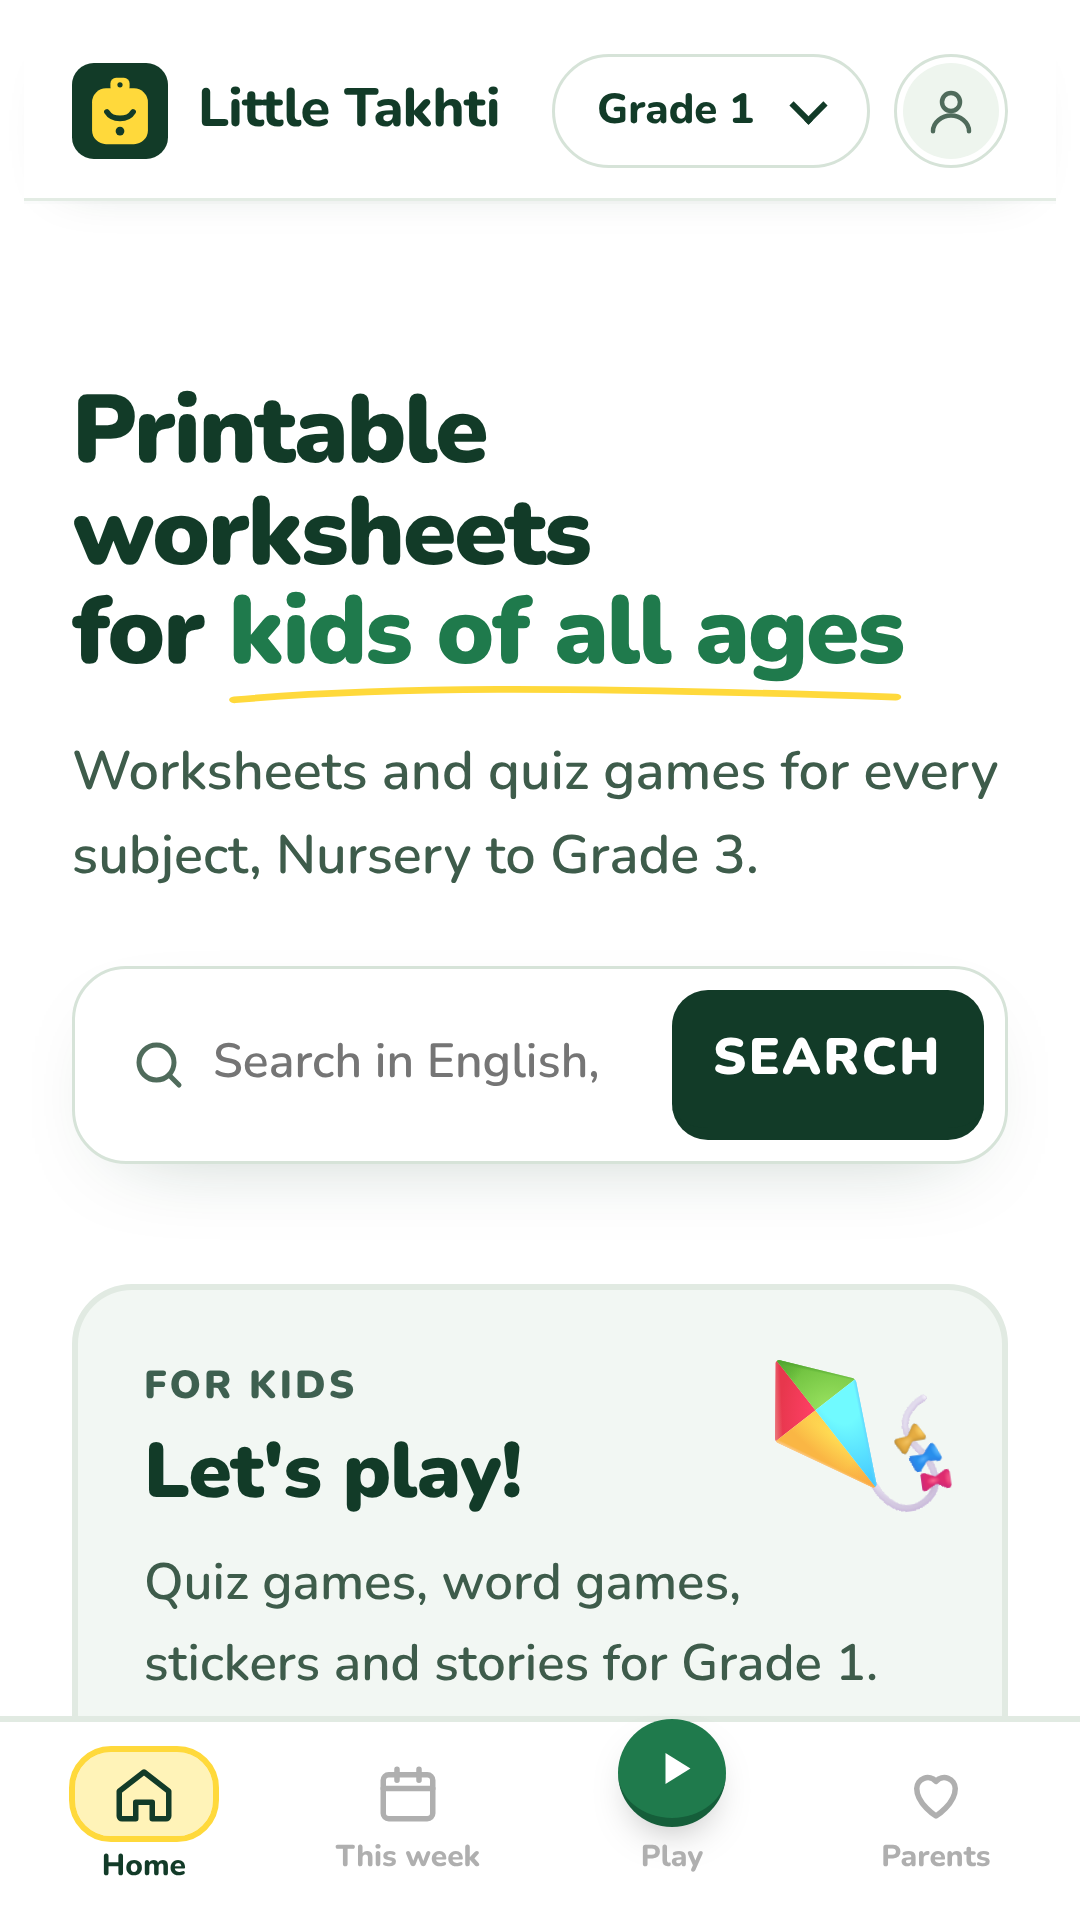 Little Takhti
Grade 1
Printable
worksheets
for kids of all ages
Worksheets and quiz games for every
subject, Nursery to Grade 3.
Search in English,
SEARCH
FOR KIDS
Let's play!
Quiz games, word games,
stickers and stories for Grade 1.
Home
This week
Play
Parents